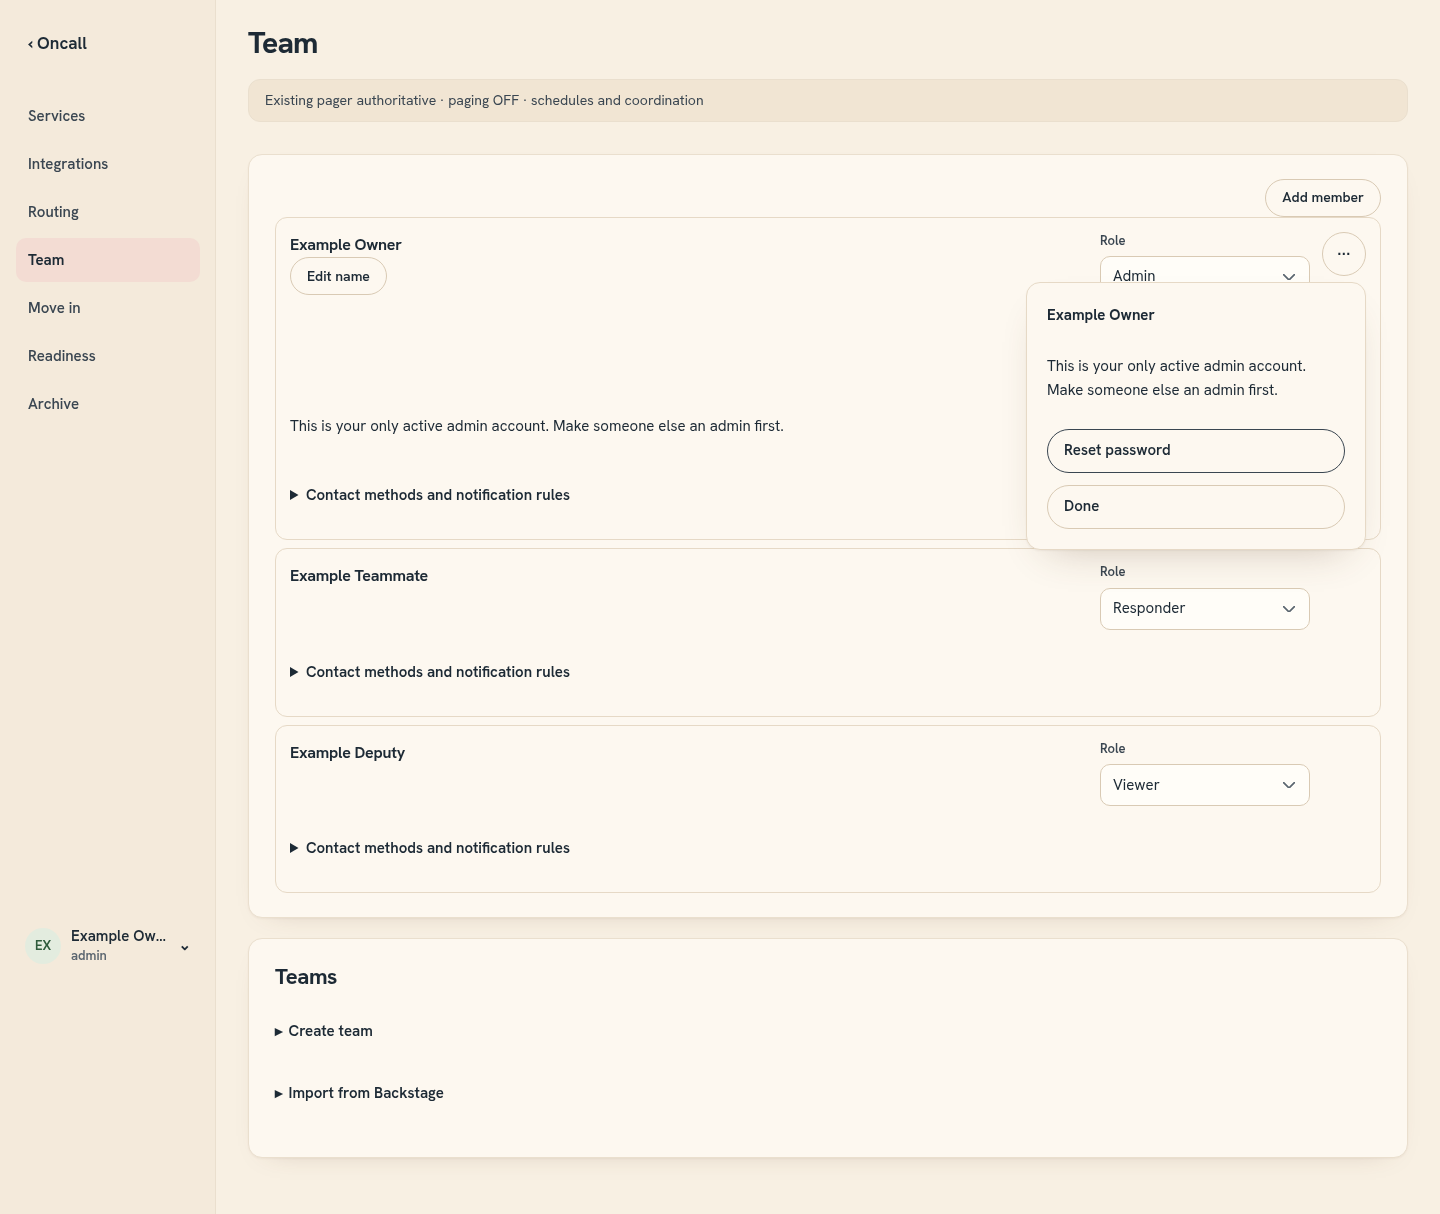 ‹ Oncall
Services
Integrations
Routing
Team
Move in
Readiness
Archive
EX
Example Ow...
admin
Team
Existing pager authoritative · paging OFF · schedules and coordination
Add member
Example Owner
Edit name
Role
Admin
...
This is your only active admin account. Make someone else an admin first.
Contact methods and notification rules
Example Owner
This is your only active admin account.
Make someone else an admin first.
Reset password
Done
Example Teammate
Role
Responder
Contact methods and notification rules
Example Deputy
Role
Viewer
Contact methods and notification rules
Teams
Create team
Import from Backstage